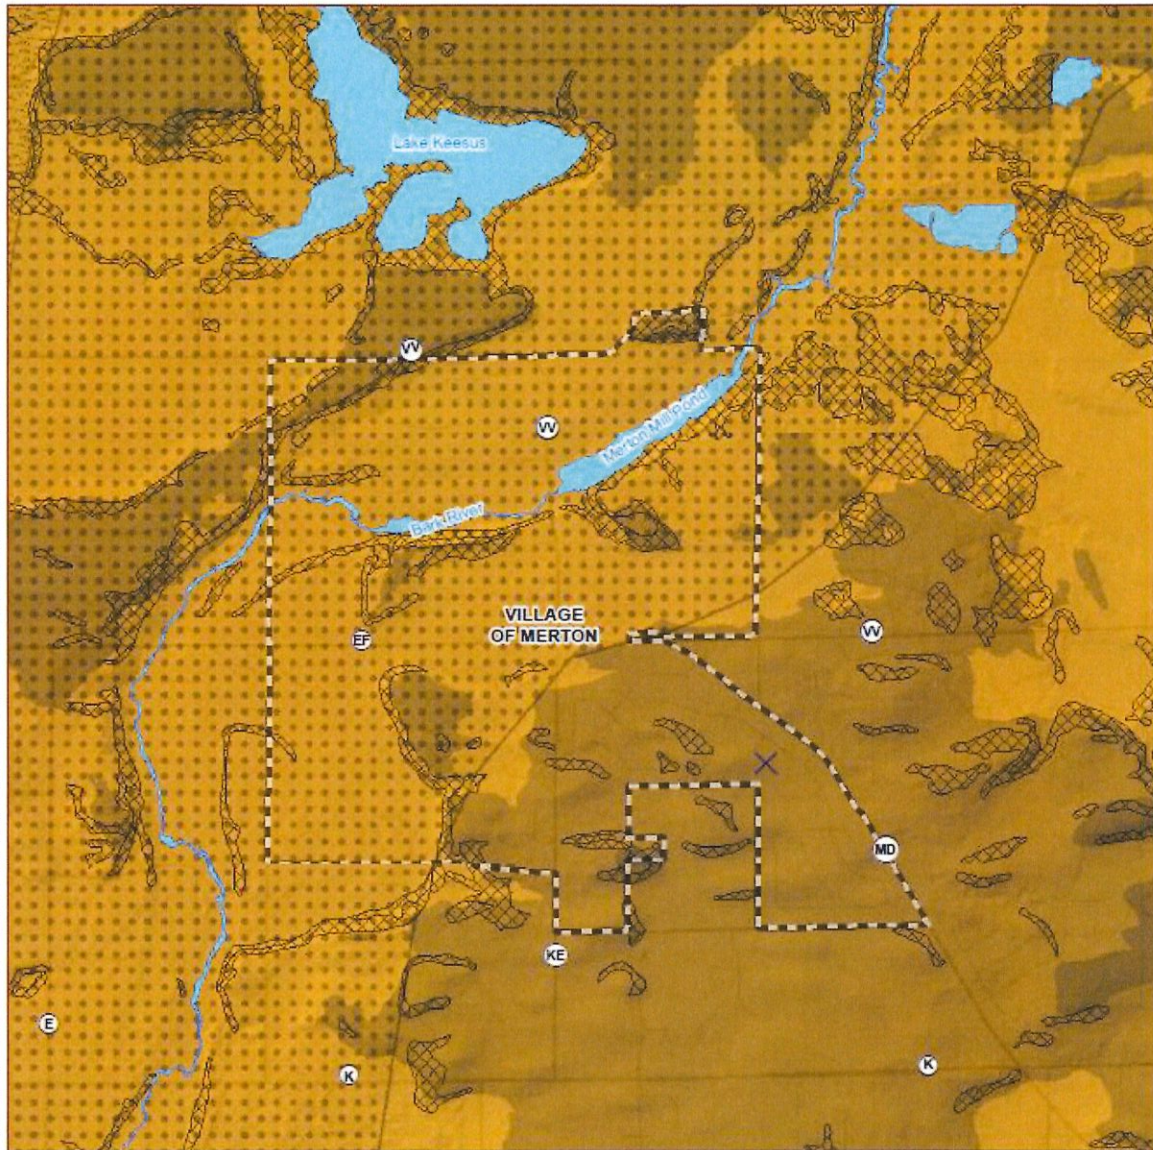 Lake Keesus
VV
VV
Merton Mill Pond
Bark River
VILLAGE
OF MERTON
VV
EF
MD
KE
E
K
K